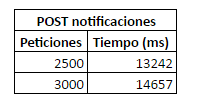 POST notificaciones
Peticiones Tiempo (ms)
2500 13242
3000 14657